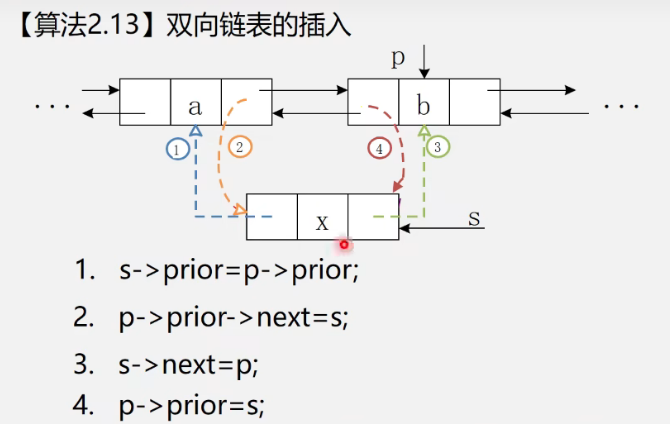 【算法2.13】双向链表的插入
p
... a b ...
① ② ④ ③
x s
1. s->prior=p->prior;
2. p->prior->next=s;
3. s->next=p;
4. p->prior=s;